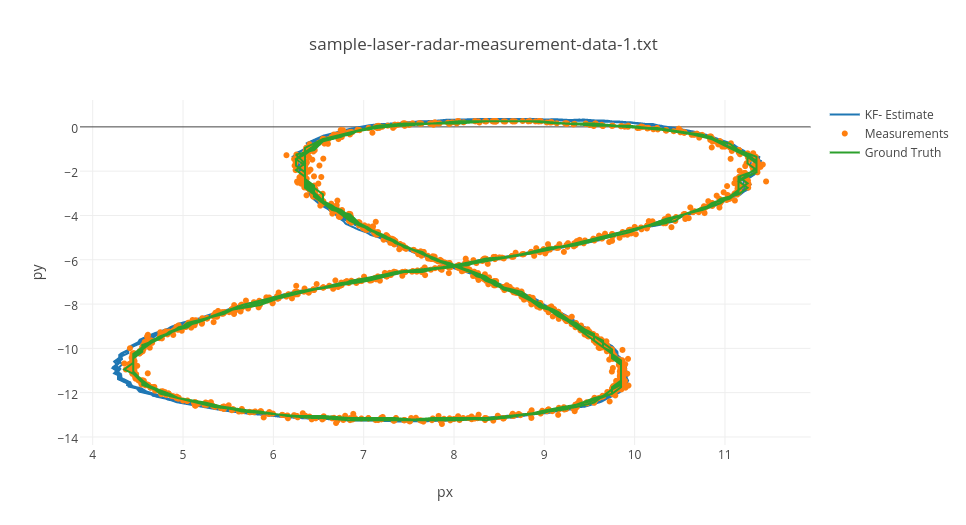 sample-laser-radar-measurement-data-1.txt
KF- Estimate
Measurements
Ground Truth
0
−2
−4
−6
−8
−10
−12
−14
py
4 5 6 7 8 9 10 11
px